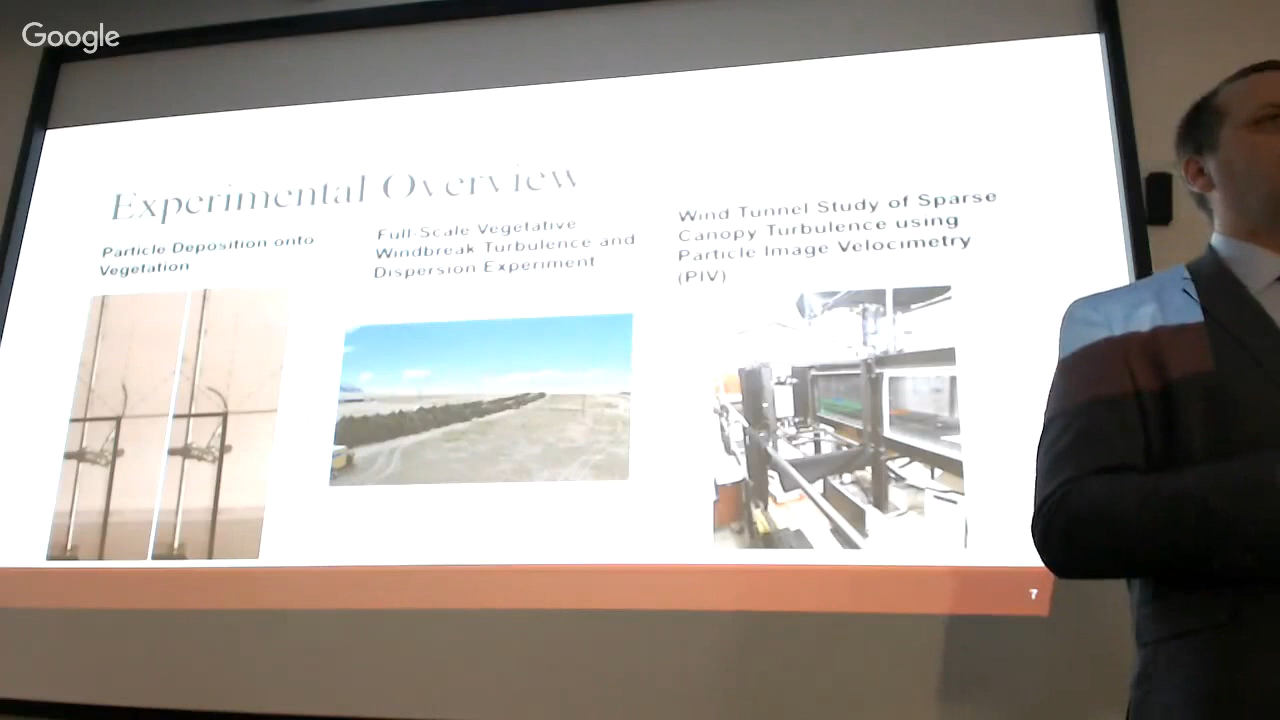 Google
Experimental Overview
Particle Deposition onto
Vegetation
Full-Scale Vegetative
Windbreak Turbulence and
Dispersion Experiment
Wind Tunnel Study of Sparse
Canopy Turbulence using
Particle Image Velocimetry
(PIV)
7